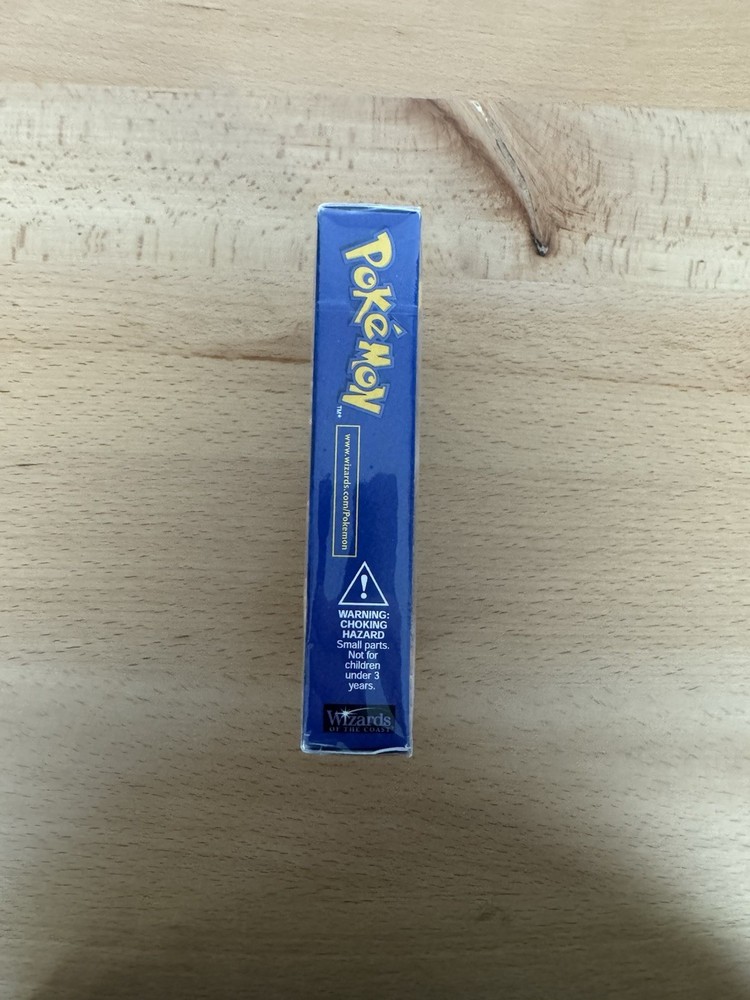 POKéMON
TM*
www.wizards.com/Pokemon
WARNING:
CHOKING
HAZARD
Small parts.
Not for
children
under 3
years.
Wizards
OF THE COAST®